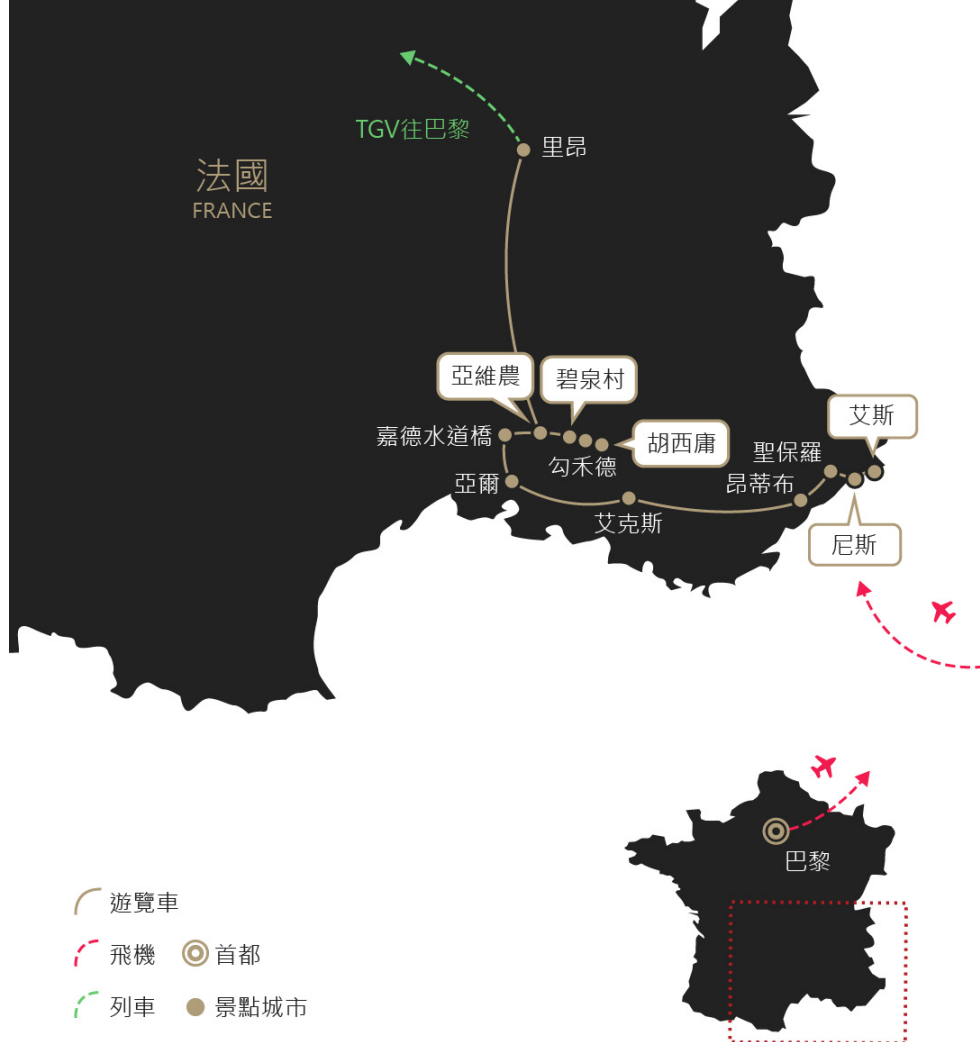 TGV往巴黎
里昂
法國
FRANCE
亞維農
碧泉村
艾斯
嘉德水道橋
胡西庸
聖保羅
勾禾德
亞爾
昂蒂布
艾克斯
尼斯
巴黎
遊覽車
飛機
首都
列車
景點城市